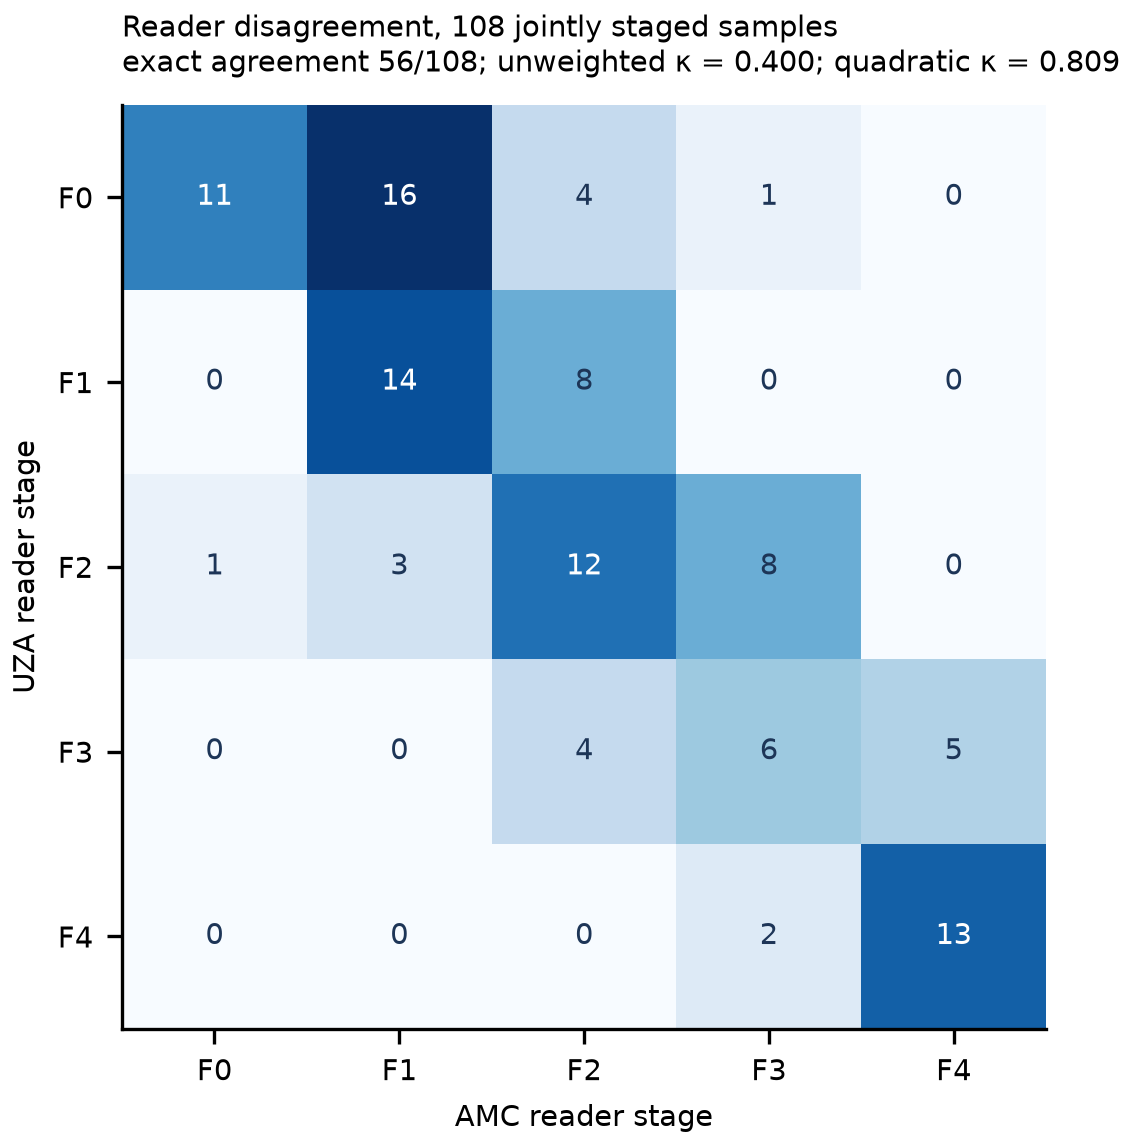 Reader disagreement, 108 jointly staged samples
exact agreement 56/108; unweighted κ = 0.400; quadratic κ = 0.809
F0 11 16 4 1 0
F1 0 14 8 0 0
F2 1 3 12 8 0
F3 0 0 4 6 5
F4 0 0 0 2 13
UZA reader stage
F0 F1 F2 F3 F4
AMC reader stage